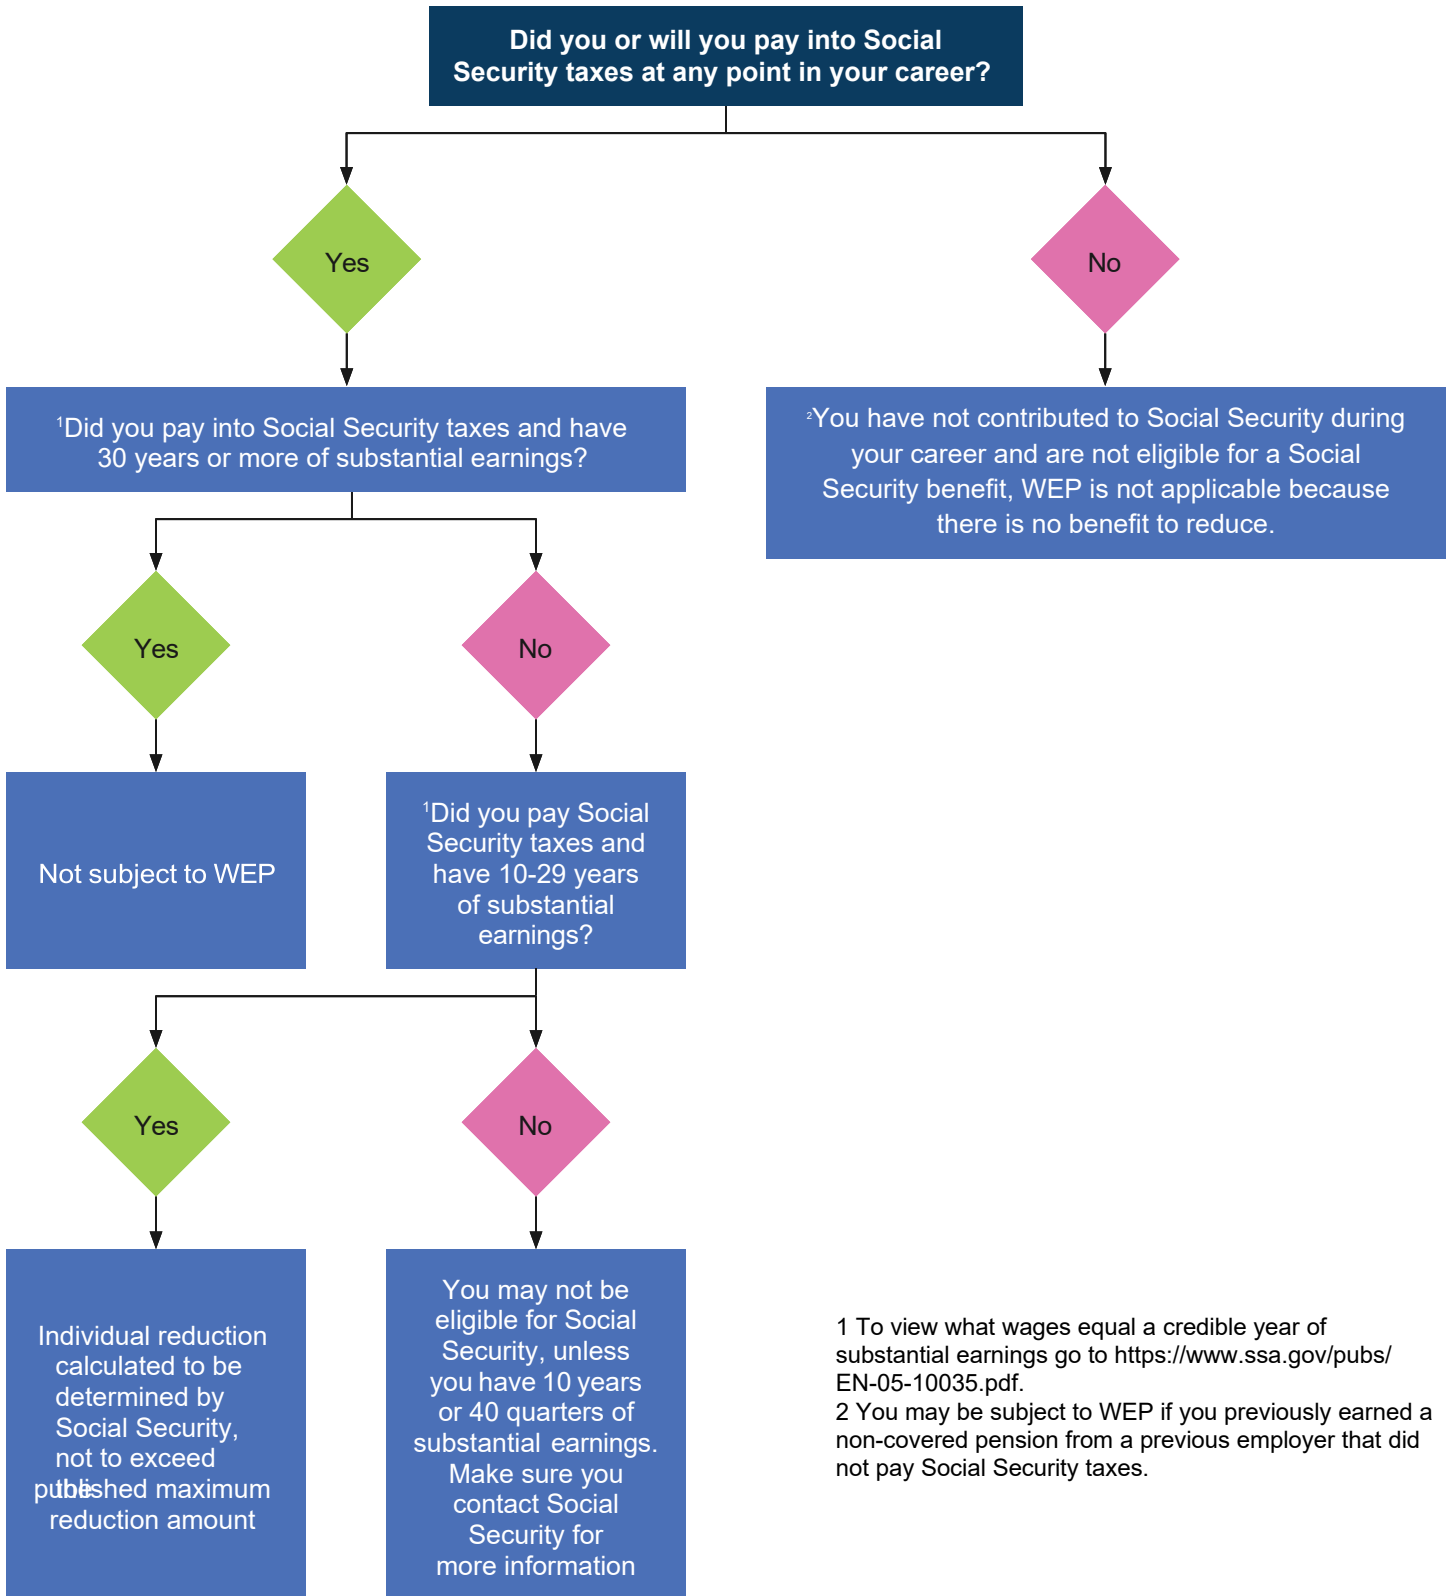 Did you or will you pay into Social
Security taxes at any point in your career?
Yes
No
¹Did you pay into Social Security taxes and have
30 years or more of substantial earnings?
²You have not contributed to Social Security during
your career and are not eligible for a Social
Security benefit, WEP is not applicable because
there is no benefit to reduce.
Yes
No
Not subject to WEP
¹Did you pay Social
Security taxes and
have 10-29 years
of substantial
earnings?
Yes
No
Individual reduction
calculated to be
determined by
Social Security,
not to exceed
the
published maximum
reduction amount
You may not be
eligible for Social
Security, unless
you have 10 years
or 40 quarters of
substantial earnings.
Make sure you
contact Social
Security for
more information
1 To view what wages equal a credible year of
substantial earnings go to https://www.ssa.gov/pubs/
EN-05-10035.pdf.
2 You may be subject to WEP if you previously earned a
non-covered pension from a previous employer that did
not pay Social Security taxes.